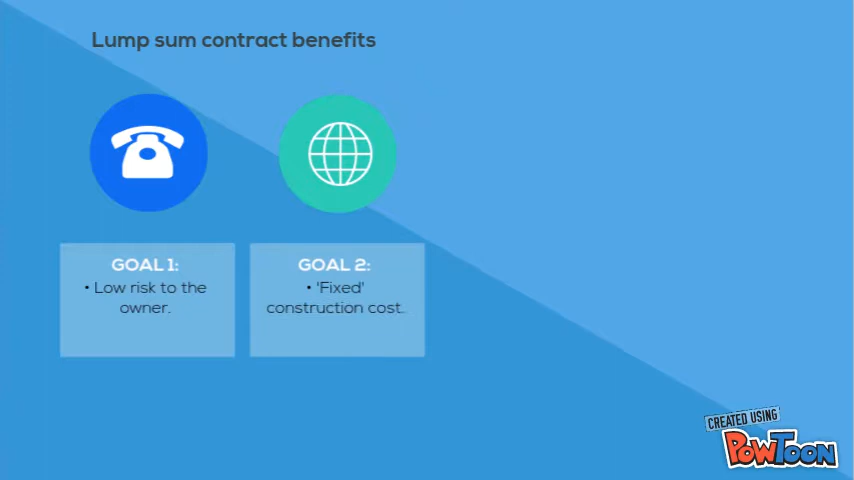 Lump sum contract benefits
GOAL 1:
• Low risk to the
owner.
GOAL 2:
• 'Fixed'
construction cost.
CREATED USING
POWTOON